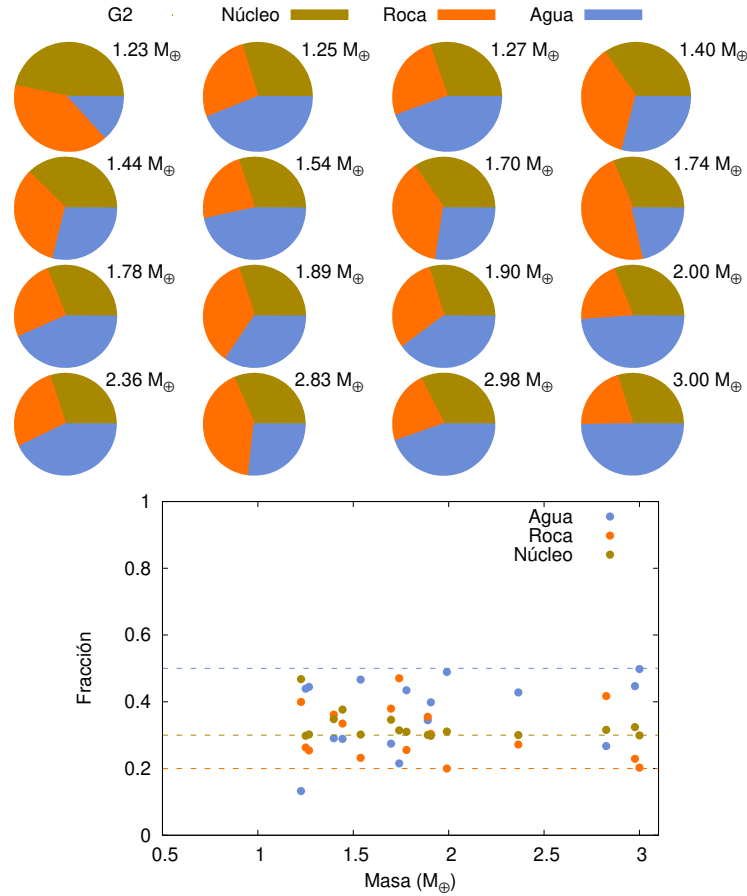 G2 Núcleo Roca Agua
1.23 M⊕ 1.25 M⊕ 1.27 M⊕ 1.40 M⊕
1.44 M⊕ 1.54 M⊕ 1.70 M⊕ 1.74 M⊕
1.78 M⊕ 1.89 M⊕ 1.90 M⊕ 2.00 M⊕
2.36 M⊕ 2.83 M⊕ 2.98 M⊕ 3.00 M⊕
1
Agua
Roca
Núcleo
0.8
0.6
Fracción
0.4
0.2
0
0.5 1 1.5 2 2.5 3
Masa (M⊕)